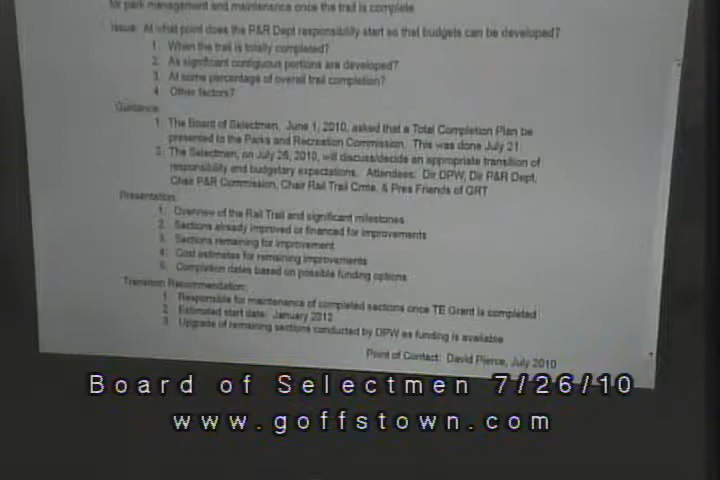 for park management and maintenance once the trail is complete
Issue: At what point does the P&R Dept responsibility start so that budgets can be developed?
1. When the trail is totally completed?
2. As significant contiguous portions are developed?
3. At some percentage of overall trail completion?
4. Other factors?
Guidance:
1. The Board of Selectmen, June 1, 2010, asked that a Total Completion Plan be
presented to the Parks and Recreation Commission. This was done July 21
2. The Selectmen, on July 26, 2010, will discuss/decide an appropriate transition of
responsibility and budgetary expectations. Attendees: Dir DPW, Dir P&R Dept,
Chair P&R Commission, Chair Rail Trail Cmte, & Pres Friends of GRT
Presentation:
1. Overview of the Rail Trail and significant milestones
2. Sections already improved or financed for improvements
3. Sections remaining for improvement
4. Cost estimates for remaining improvements
5. Completion dates based on possible funding options
Transition Recommendation:
1. Responsible for maintenance of completed sections once TE Grant is completed
2. Estimated start date: January 2012
3. Upgrade of remaining sections conducted by DPW as funding is available
Point of Contact: David Pierce, July 2010
Board of Selectmen 7/26/10
www.goffstown.com